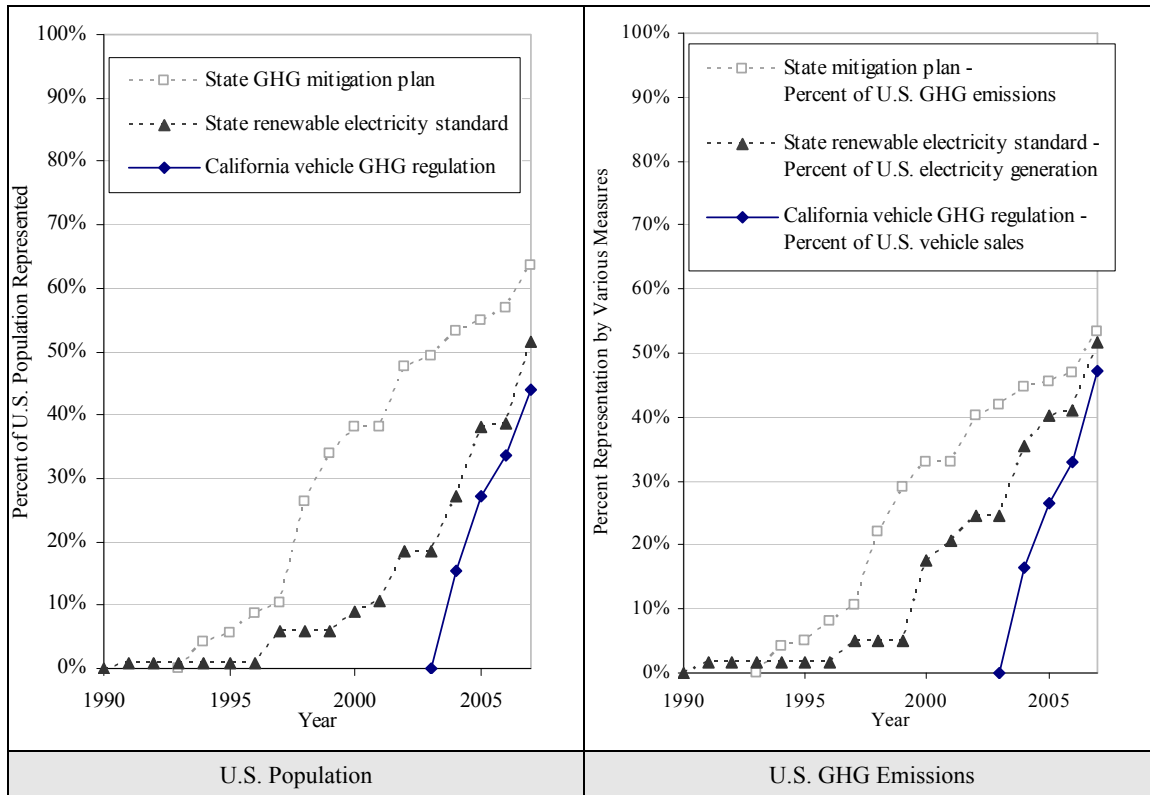 100%
90%
80%
70%
60%
50%
40%
30%
20%
10%
0%
Percent of U.S. Population Represented
State GHG mitigation plan
State renewable electricity standard
California vehicle GHG regulation
1990
1995
2000
2005
Year
U.S. Population
100%
90%
80%
70%
60%
50%
40%
30%
20%
10%
0%
Percent Representation by Various Measures
State mitigation plan -
Percent of U.S. GHG emissions
State renewable electricity standard -
Percent of U.S. electricity generation
California vehicle GHG regulation -
Percent of U.S. vehicle sales
1990
1995
2000
2005
Year
U.S. GHG Emissions